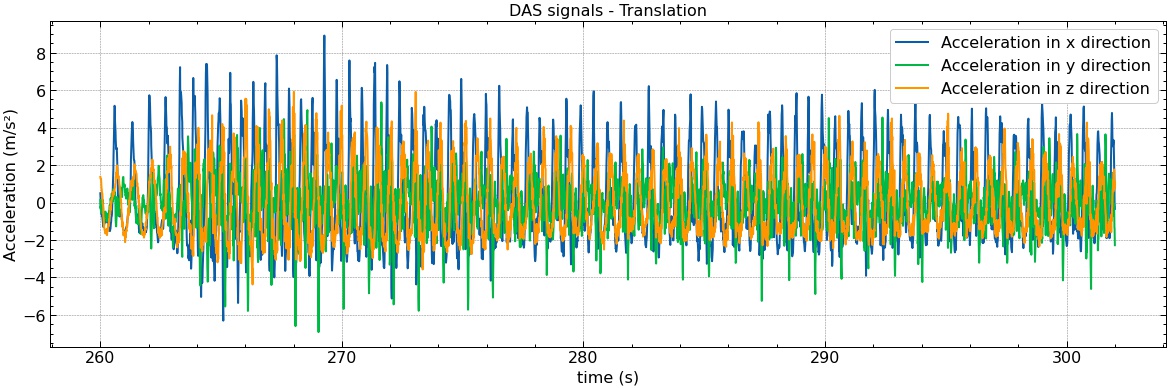 DAS signals - Translation
Acceleration (m/s²)
8
6
4
2
0
−2
−4
−6
Acceleration in x direction
Acceleration in y direction
Acceleration in z direction
260 270 280 290 300
time (s)